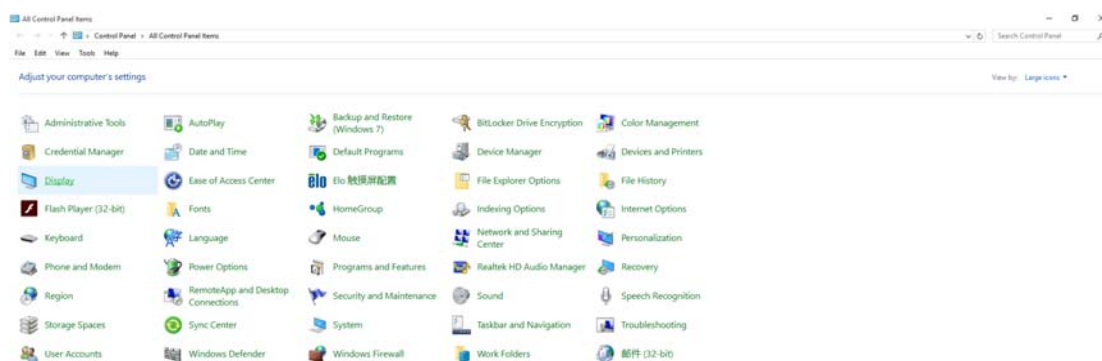 All Control Panel Items
Control Panel > All Control Panel Items
Search Control Panel
File Edit View Tools Help
Adjust your computer's settings
View by: Large icons
Administrative Tools
AutoPlay
Backup and Restore
(Windows 7)
BitLocker Drive Encryption
Color Management
Credential Manager
Date and Time
Default Programs
Device Manager
Devices and Printers
Display
Ease of Access Center
elo
Elo 触摸屏配置
File Explorer Options
File History
Flash Player (32-bit)
Fonts
HomeGroup
Indexing Options
Internet Options
Keyboard
Language
Mouse
Network and Sharing
Center
Personalization
Phone and Modem
Power Options
Programs and Features
Realtek HD Audio Manager
Recovery
Region
RemoteApp and Desktop
Connections
Security and Maintenance
Sound
Speech Recognition
Storage Spaces
Sync Center
System
Taskbar and Navigation
Troubleshooting
User Accounts
Windows Defender
Windows Firewall
Work Folders
邮件 (32-bit)